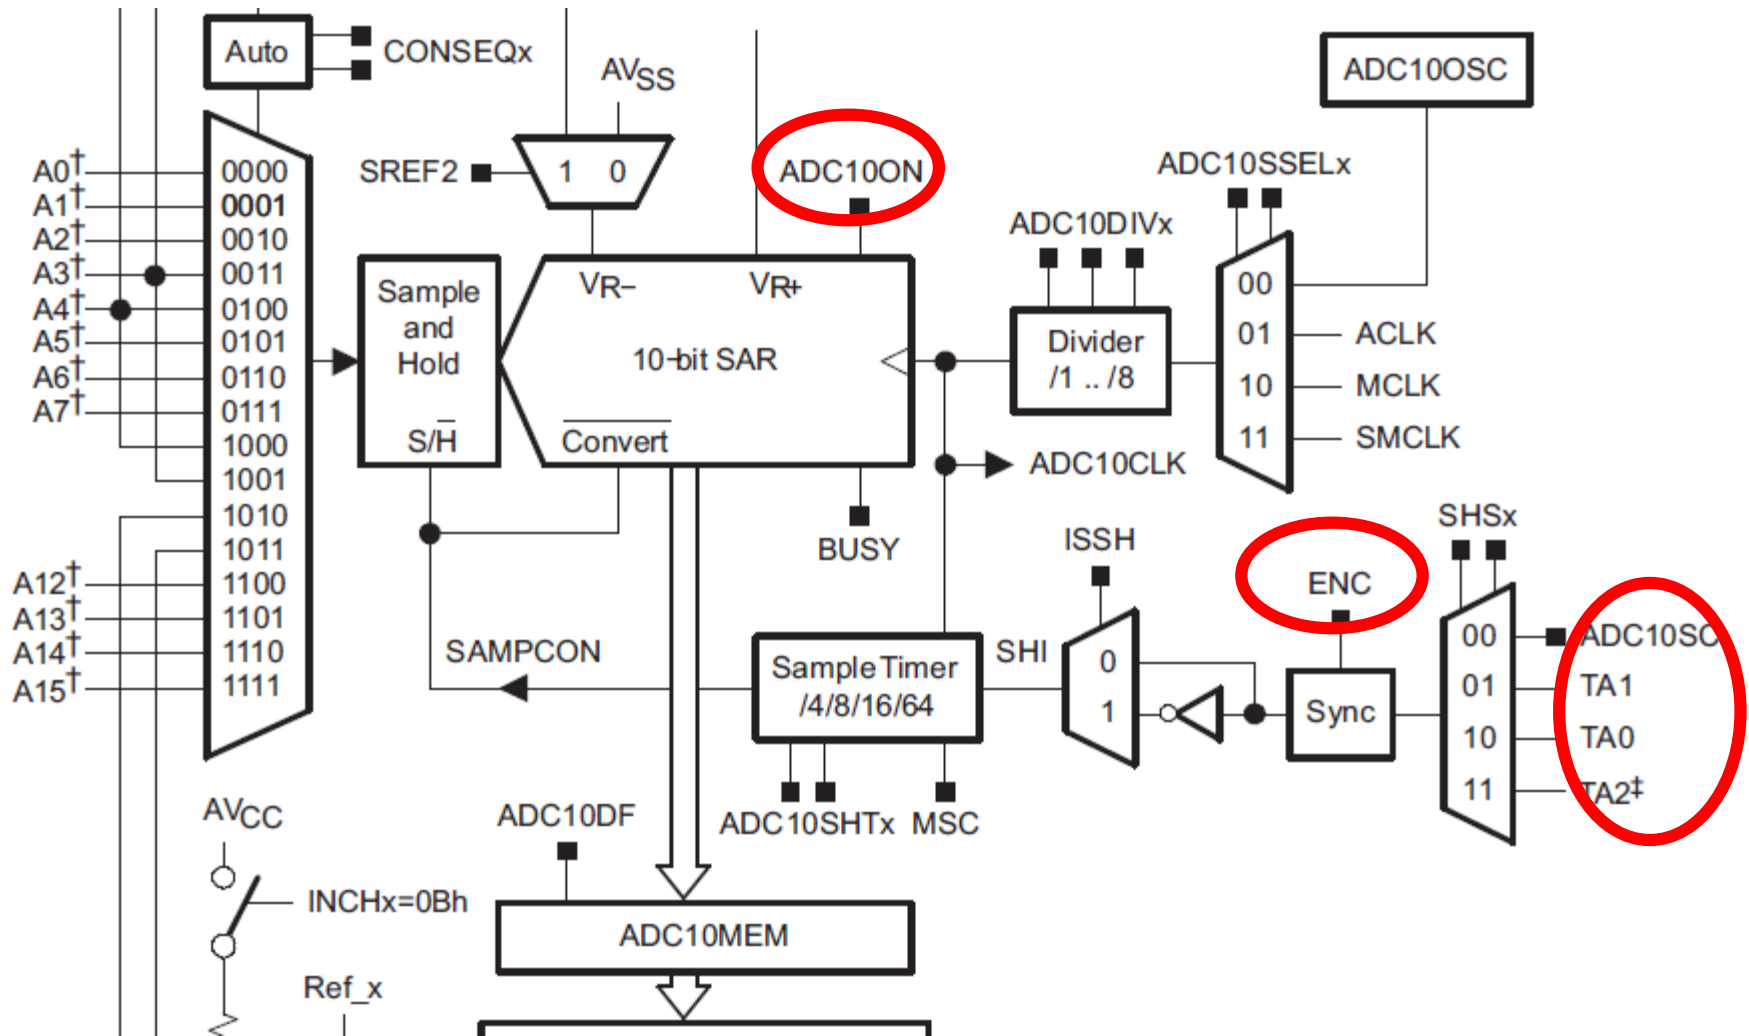 Auto
CONSEQx
AVSS
ADC10OSC
SREF2
1 0
ADC10ON
ADC10SSELx
ADC10DIVx
A0†
A1†
A2†
A3†
A4†
A5†
A6†
A7†
A12†
A13†
A14†
A15†
0000
0001
0010
0011
0100
0101
0110
0111
1000
1001
1010
1011
1100
1101
1110
1111
Sample
and
Hold
S/H̅
VR−
VR+
10−bit SAR
Convert
BUSY
Divider
/1 .. /8
00
01
10
11
ACLK
MCLK
SMCLK
ADC10CLK
ISSH
ENC
SHSx
SAMPCON
Sample Timer
/4/8/16/64
SHI
0
1
Sync
00
01
10
11
ADC10SC
TA1
TA0
TA2‡
ADC10SHTx
MSC
AVCC
INCHx=0Bh
Ref_x
ADC10DF
ADC10MEM